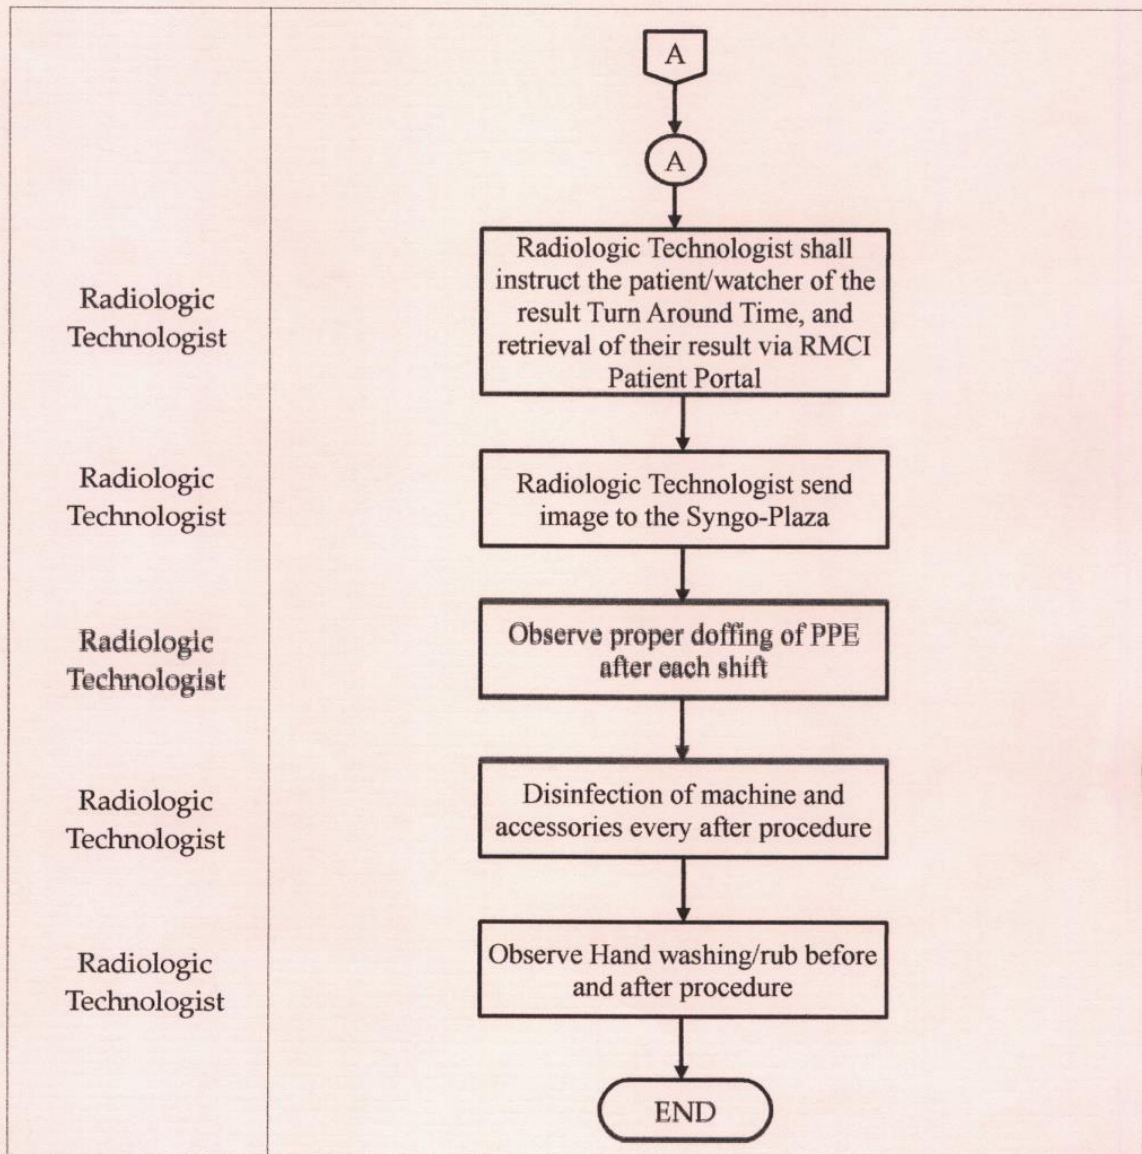 A
A
Radiologic
Technologist
Radiologic Technologist shall
instruct the patient/watcher of the
result Turn Around Time, and
retrieval of their result via RMCI
Patient Portal
Radiologic
Technologist
Radiologic Technologist send
image to the Syngo-Plaza
Radiologic
Technologist
Observe proper doffing of PPE
after each shift
Radiologic
Technologist
Disinfection of machine and
accessories every after procedure
Radiologic
Technologist
Observe Hand washing/rub before
and after procedure
END